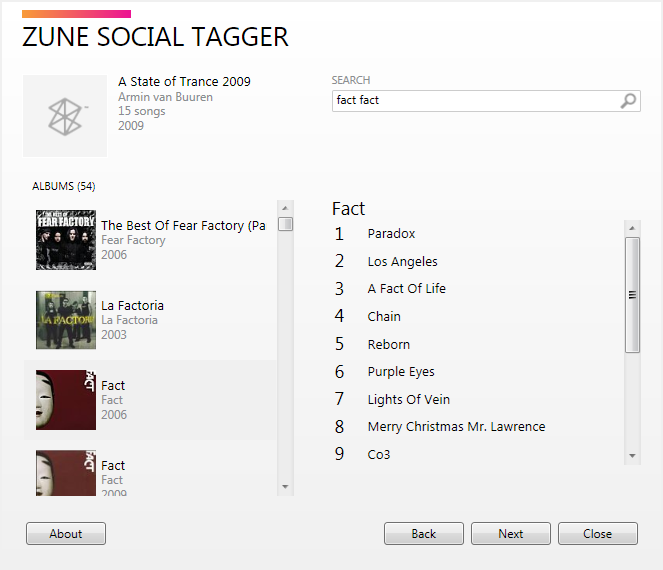 ZUNE SOCIAL TAGGER
A State of Trance 2009
Armin van Buuren
15 songs
2009
SEARCH
fact fact
ALBUMS (54)
THE BEST OF
FEAR FACTORY
The Best Of Fear Factory (Pa
Fear Factory
2006
LA FACTORIA
La Factoria
La Factoria
2003
FACT
Fact
Fact
2006
FACT
Fact
Fact
2009
Fact
1 Paradox
2 Los Angeles
3 A Fact Of Life
4 Chain
5 Reborn
6 Purple Eyes
7 Lights Of Vein
8 Merry Christmas Mr. Lawrence
9 Co3
About
Back
Next
Close